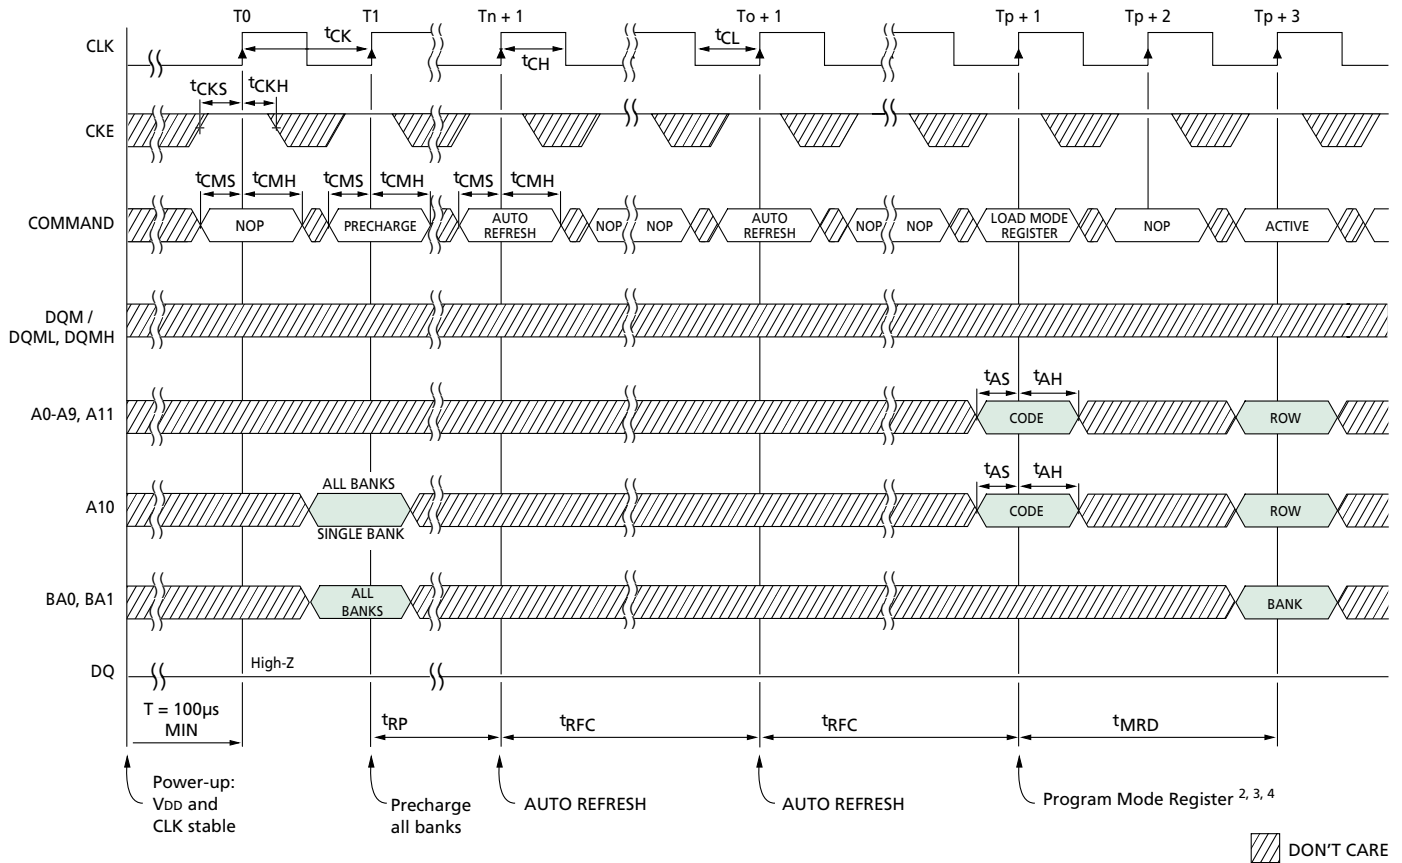 T0 T1 Tn + 1 To + 1 Tp + 1 Tp + 2 Tp + 3
CLK
tCK
tCH
tCL
tCKS tCKH
CKE
tCMS tCMH tCMS tCMH tCMS tCMH
COMMAND
NOP
PRECHARGE
AUTO
REFRESH
NOP
NOP
AUTO
REFRESH
NOP
NOP
LOAD MODE
REGISTER
NOP
ACTIVE
DQM /
DQML, DQMH
tAS tAH
A0-A9, A11
CODE
ROW
tAS tAH
A10
ALL BANKS
SINGLE BANK
CODE
ROW
BA0, BA1
ALL
BANKS
BANK
DQ
High-Z
T = 100µs
MIN
tRP
tRFC
tRFC
tMRD
Power-up:
VDD and
CLK stable
Precharge
all banks
AUTO REFRESH
AUTO REFRESH
Program Mode Register 2, 3, 4
DON'T CARE